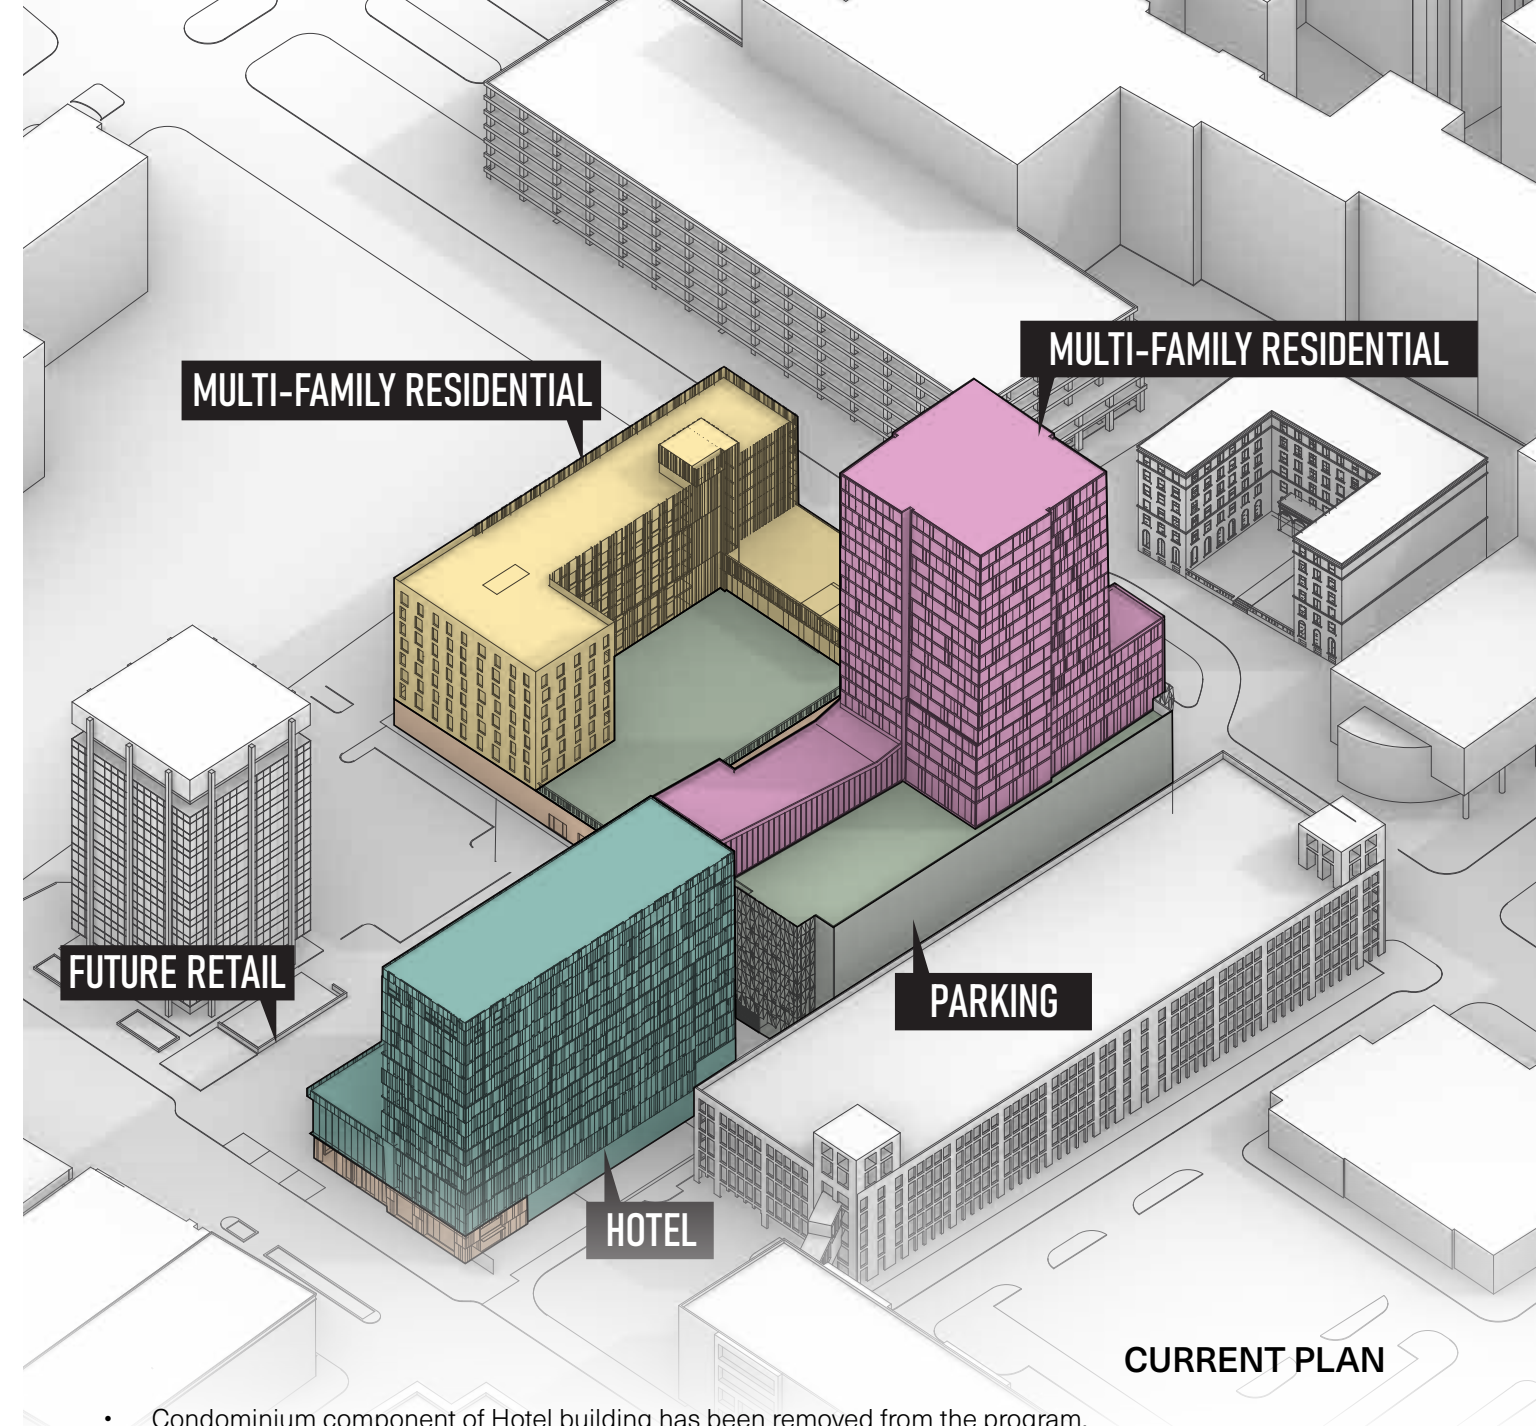 MULTI-FAMILY RESIDENTIAL
MULTI-FAMILY RESIDENTIAL
FUTURE RETAIL
PARKING
HOTEL
CURRENT PLAN
• Condominium component of Hotel building has been removed from the program.